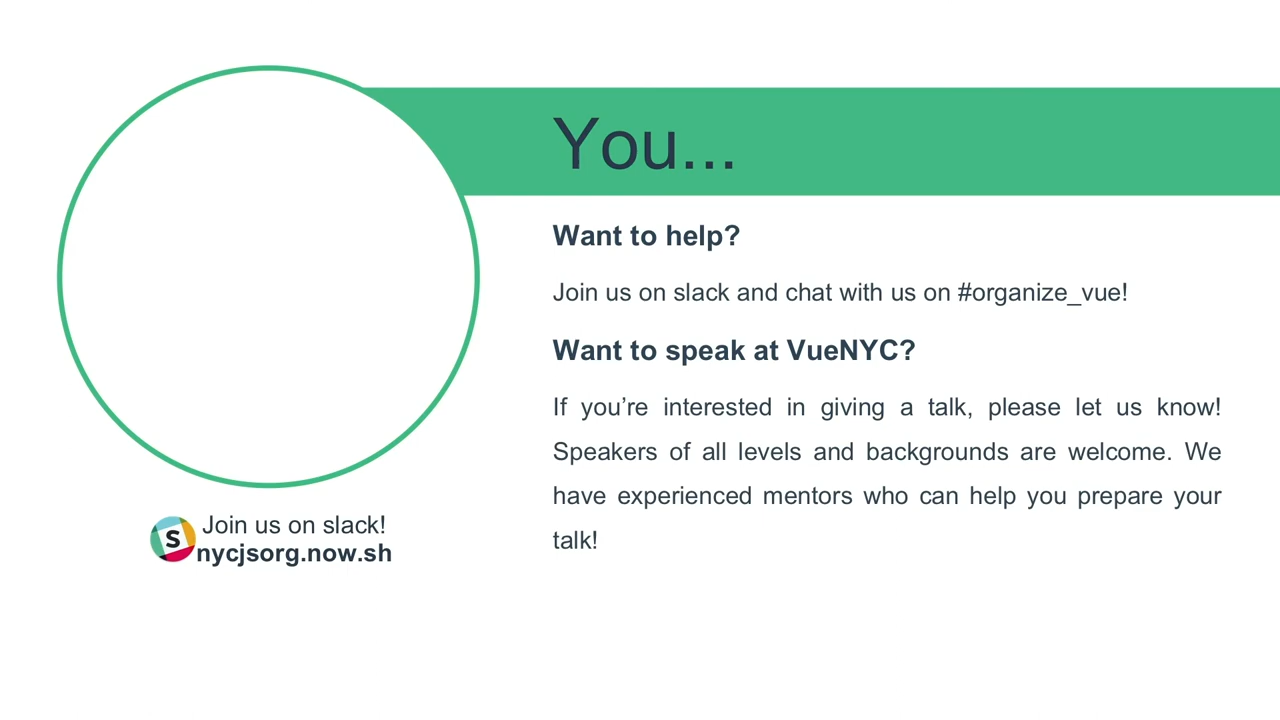 You...
Want to help?
Join us on slack and chat with us on #organize_vue!
Want to speak at VueNYC?
If you’re interested in giving a talk, please let us know!
Speakers of all levels and backgrounds are welcome. We
have experienced mentors who can help you prepare your
talk!
S
Join us on slack!
nycjsorg.now.sh